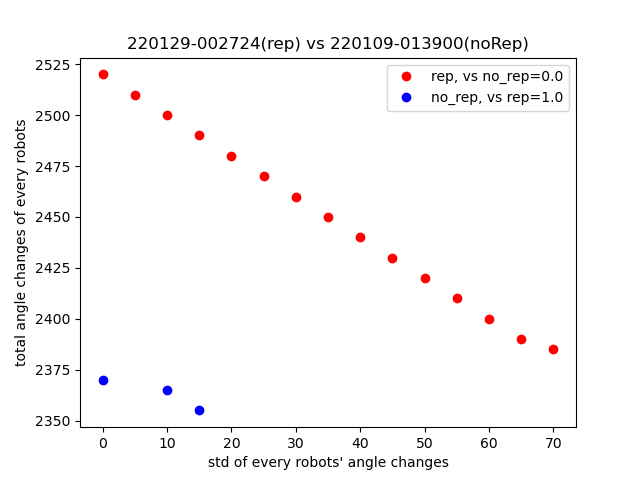 220129-002724(rep) vs 220109-013900(noRep)
rep, vs no_rep=0.0
no_rep, vs rep=1.0
total angle changes of every robots
2525
2500
2475
2450
2425
2400
2375
2350
0 10 20 30 40 50 60 70
std of every robots' angle changes